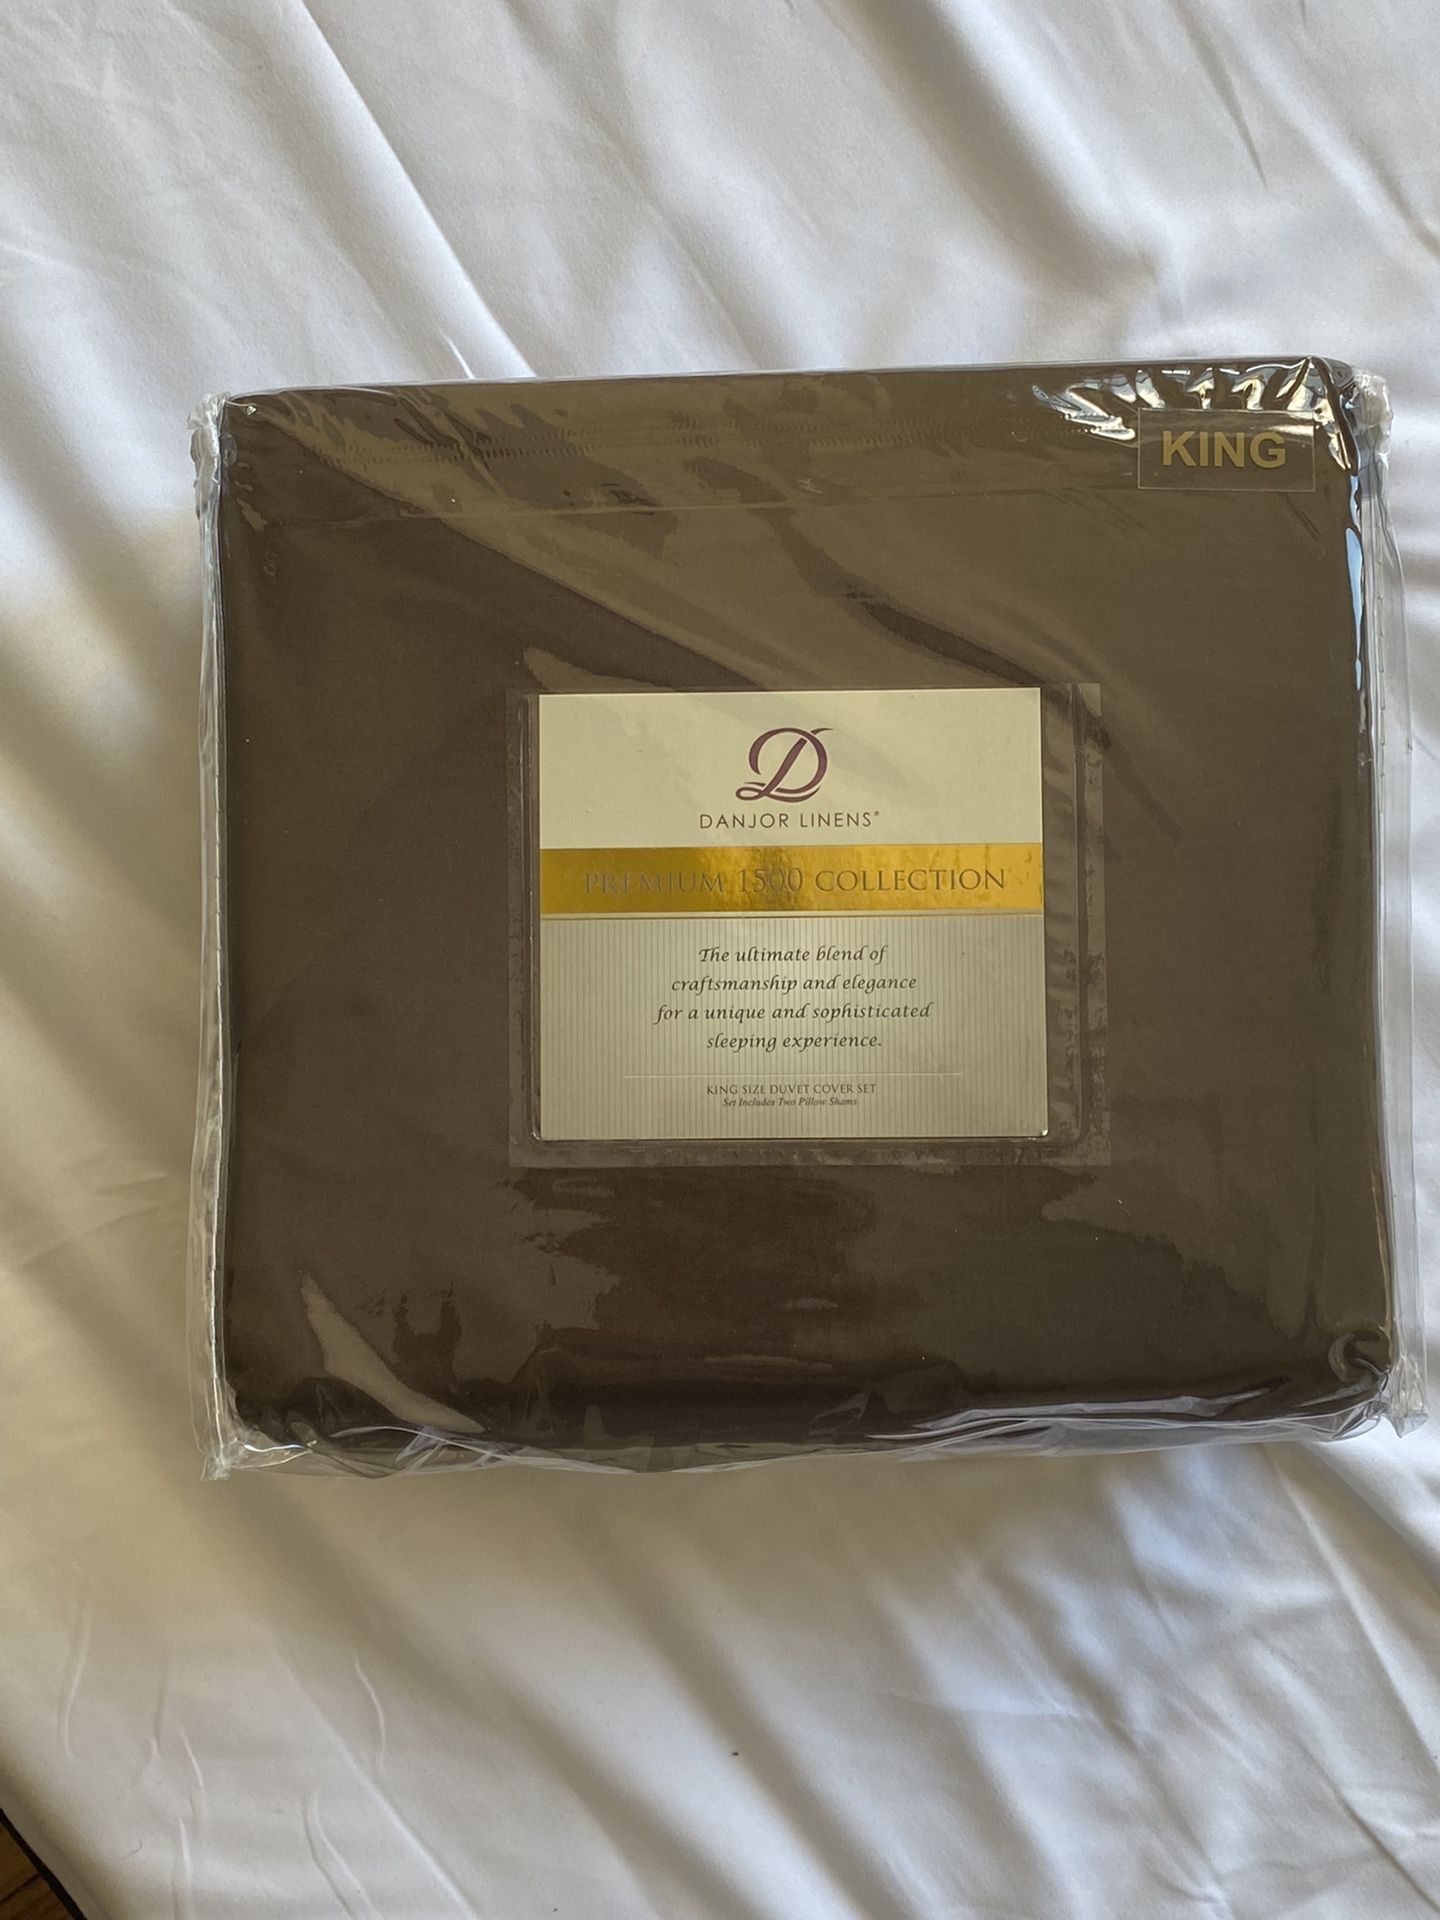 KING
D
DANJOR LINENS®
PREMIUM 1500 COLLECTION
The ultimate blend of
craftsmanship and elegance
for a unique and sophisticated
sleeping experience.
KING SIZE DUVET COVER SET
Set Includes Two Pillow Shams